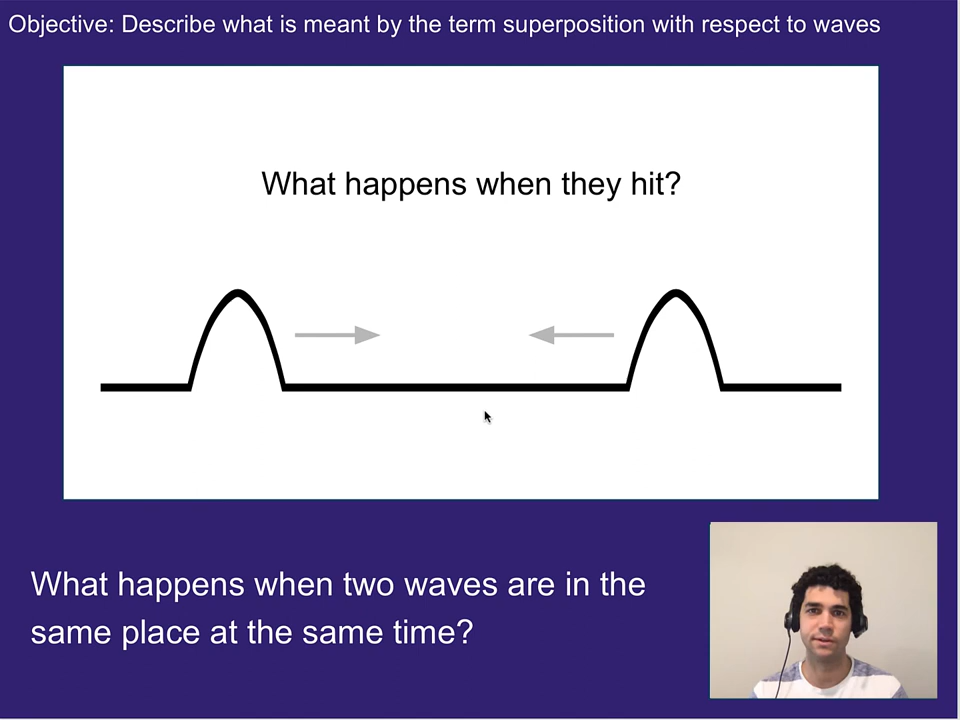 Objective: Describe what is meant by the term superposition with respect to waves
What happens when they hit?
What happens when two waves are in the
same place at the same time?